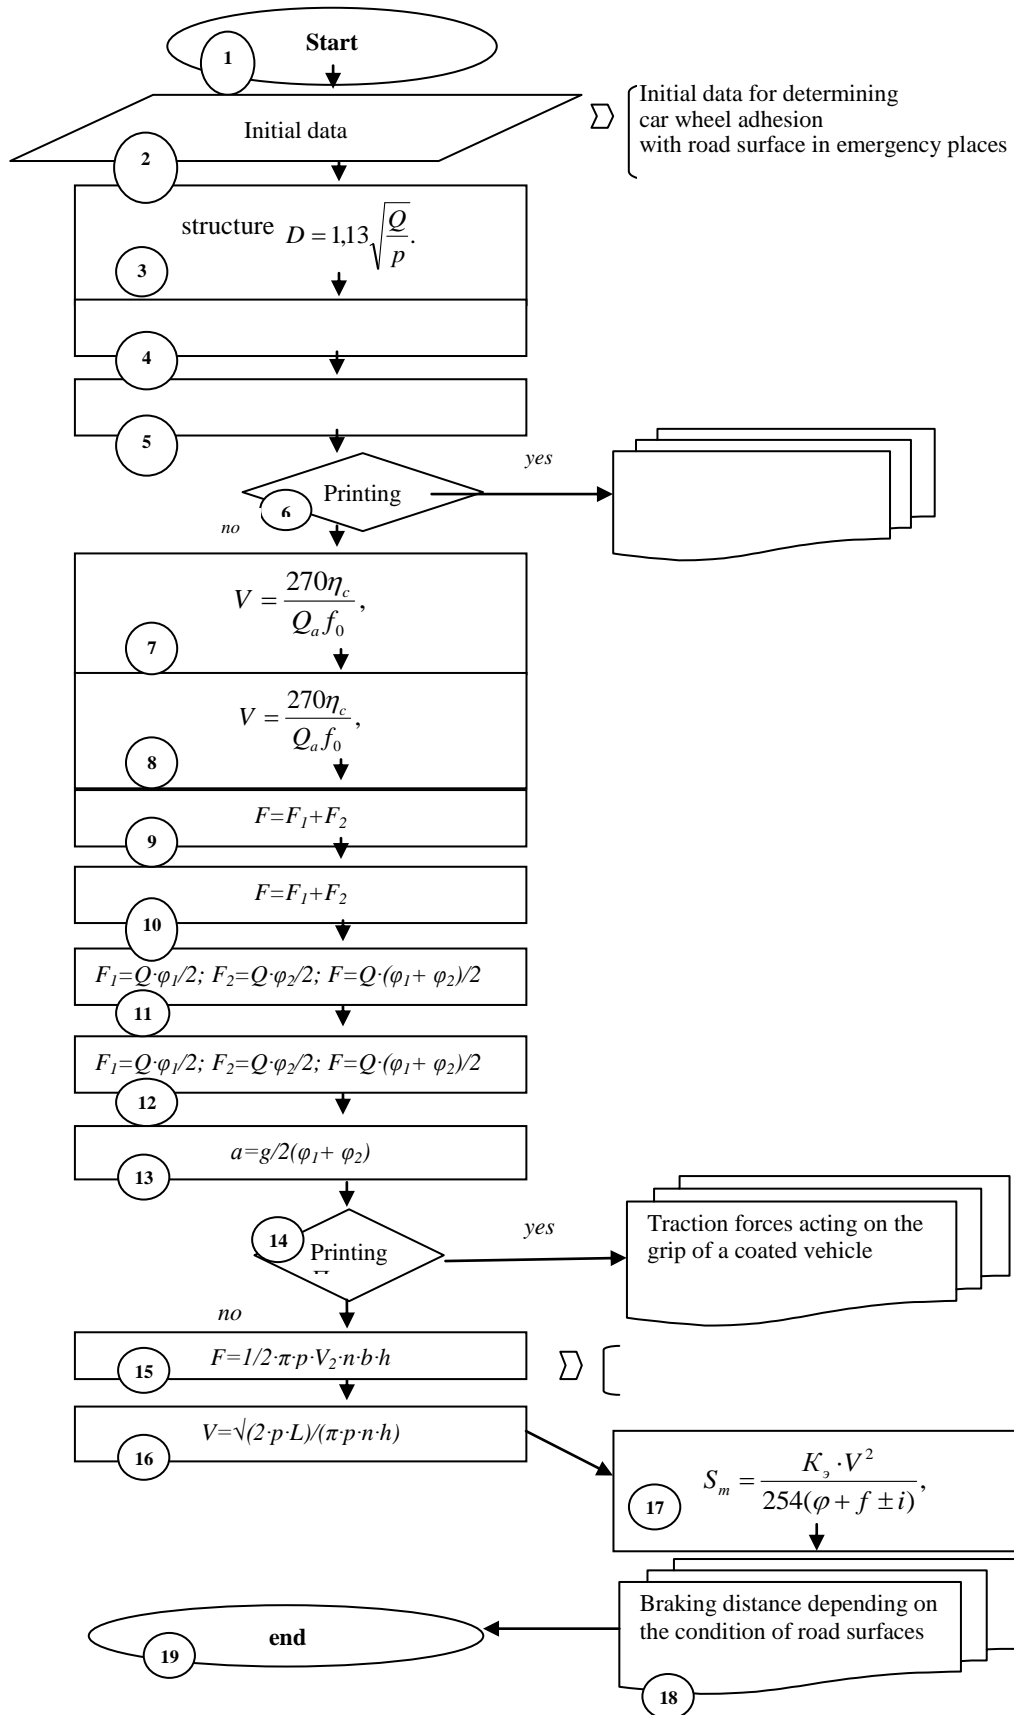 Start
1
Initial data
2
Initial data for determining
car wheel adhesion
with road surface in emergency places
structure D = 1,13√(Q/p).
3
4
5
Printing
6
yes
no
V = 270η_c / Q_a f_0 ,
7
V = 270η_c / Q_a f_0 ,
8
F=F₁+F₂
9
F=F₁+F₂
10
F₁=Q·φ₁/2; F₂=Q·φ₂/2; F=Q·(φ₁+ φ₂)/2
11
F₁=Q·φ₁/2; F₂=Q·φ₂/2; F=Q·(φ₁+ φ₂)/2
12
a=g/2(φ₁+ φ₂)
13
14
Printing
yes
Traction forces acting on the
grip of a coated vehicle
no
F=1/2·π·p·V₂·n·b·h
15
V=√(2·p·L)/(π·p·n·h)
16
S_m = K_э·V² / 254(φ + f ± i) ,
17
Braking distance depending on
the condition of road surfaces
18
end
19